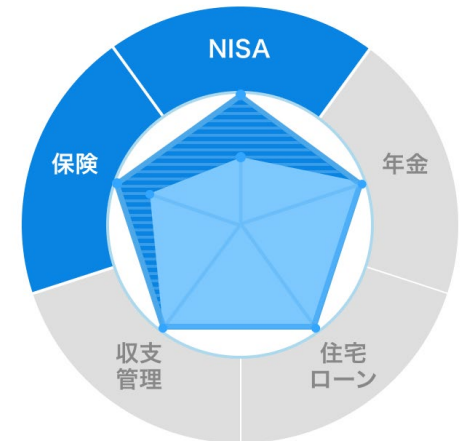 NISA
保険
年金
収支
管理
住宅
ローン